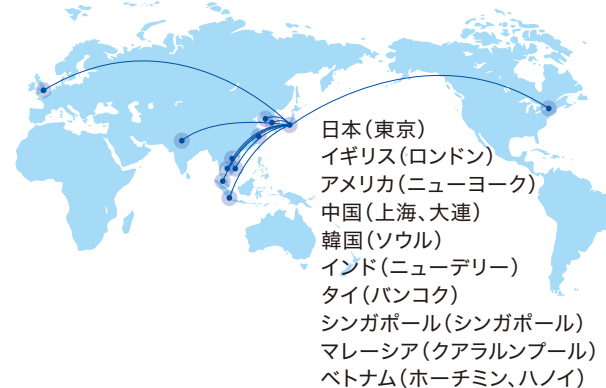 日本（東京）
イギリス（ロンドン）
アメリカ（ニューヨーク）
中国（上海、大連）
韓国（ソウル）
インド（ニューデリー）
タイ（バンコク）
シンガポール（シンガポール）
マレーシア（クアラルンプール）
ベトナム（ホーチミン、ハノイ）